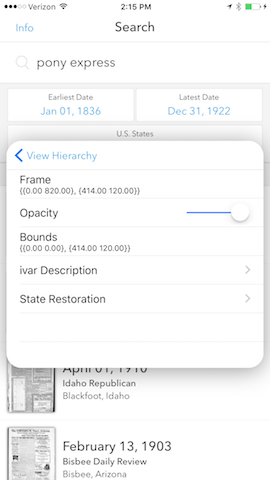 Verizon 2:15 PM
Info Search
pony express
Earliest Date Latest Date
Jan 01, 1836 Dec 31, 1922
U.S. States
View Hierarchy
Frame
{{0.00 820.00}, {414.00 120.00}}
Opacity
Bounds
{{0.00 0.00}, {414.00 120.00}}
ivar Description
State Restoration
April 01, 1910
Idaho Republican
Blackfoot, Idaho
February 13, 1903
Bisbee Daily Review
Bisbee, Arizona